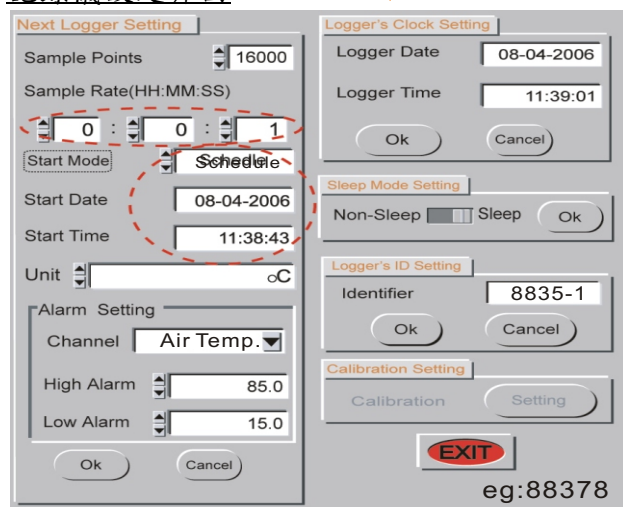 Next Logger Setting
Sample Points 16000
Sample Rate(HH:MM:SS)
0 : 0 : 1
Start Mode Schedule
Start Date 08-04-2006
Start Time 11:38:43
Unit oC
Alarm Setting
Channel Air Temp.
High Alarm 85.0
Low Alarm 15.0
Ok Cancel
Logger's Clock Setting
Logger Date 08-04-2006
Logger Time 11:39:01
Ok Cancel
Sleep Mode Setting
Non-Sleep Sleep Ok
Logger's ID Setting
Identifier 8835-1
Ok Cancel
Calibration Setting
Calibration Setting
EXIT
eg:88378